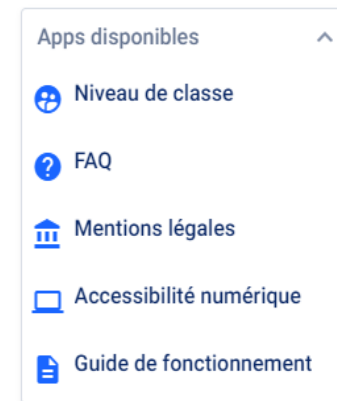 Apps disponibles
Niveau de classe
FAQ
Mentions légales
Accessibilité numérique
Guide de fonctionnement